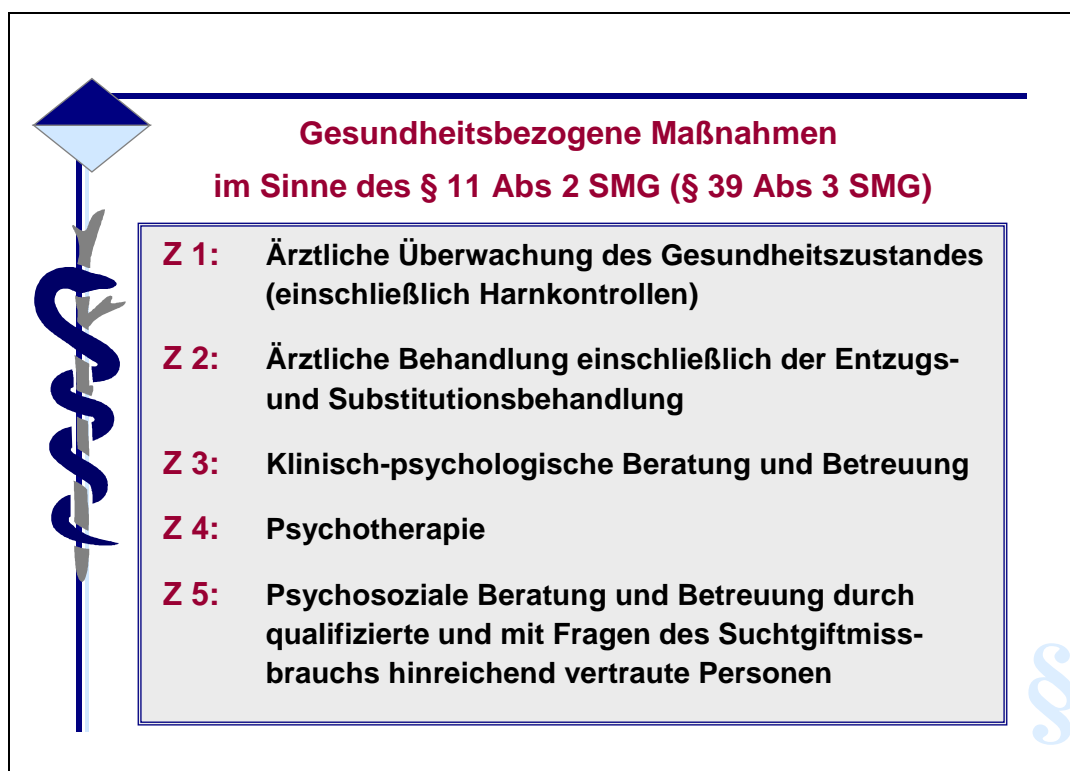 Gesundheitsbezogene Maßnahmen
im Sinne des § 11 Abs 2 SMG (§ 39 Abs 3 SMG)
Z 1: Ärztliche Überwachung des Gesundheitszustandes
(einschließlich Harnkontrollen)
Z 2: Ärztliche Behandlung einschließlich der Entzugs-
und Substitutionsbehandlung
Z 3: Klinisch-psychologische Beratung und Betreuung
Z 4: Psychotherapie
Z 5: Psychosoziale Beratung und Betreuung durch
qualifizierte und mit Fragen des Suchtgiftmiss-
brauchs hinreichend vertraute Personen
§